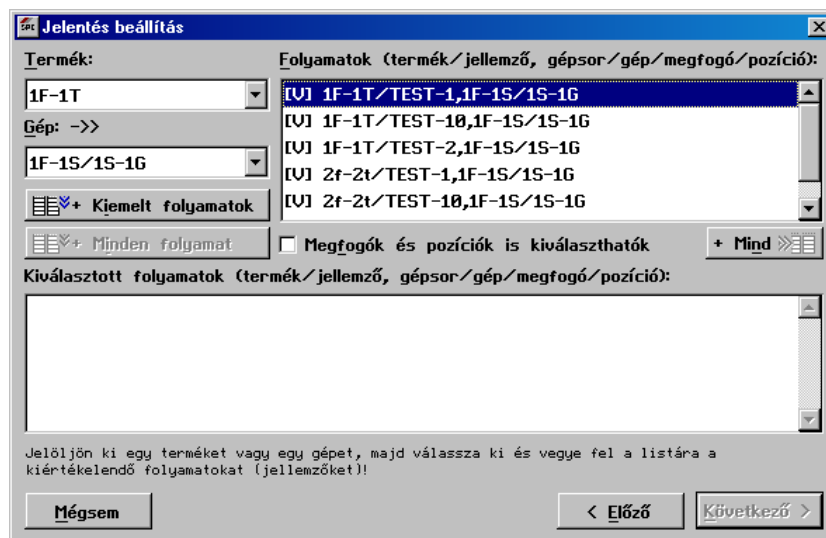 SPC Jelentés beállítás
Termék:
1F-1T
Gép: ->>
1F-1S/1S-1G
+ Kiemelt folyamatok
+ Minden folyamat
Folyamatok (termék/jellemző, gépsor/gép/megfogó/pozíció):
[V] 1F-1T/TEST-1,1F-1S/1S-1G
[V] 1F-1T/TEST-10,1F-1S/1S-1G
[V] 1F-1T/TEST-2,1F-1S/1S-1G
[V] 2f-2t/TEST-1,1F-1S/1S-1G
[V] 2f-2t/TEST-10,1F-1S/1S-1G
Megfogók és pozíciók is kiválaszthatók
+ Mind
Kiválasztott folyamatok (termék/jellemző, gépsor/gép/megfogó/pozíció):
Jelöljön ki egy terméket vagy egy gépet, majd válassza ki és vegye fel a listára a
kiértékelendő folyamatokat (jellemzőket)!
Mégsem
< Előző
Következő >